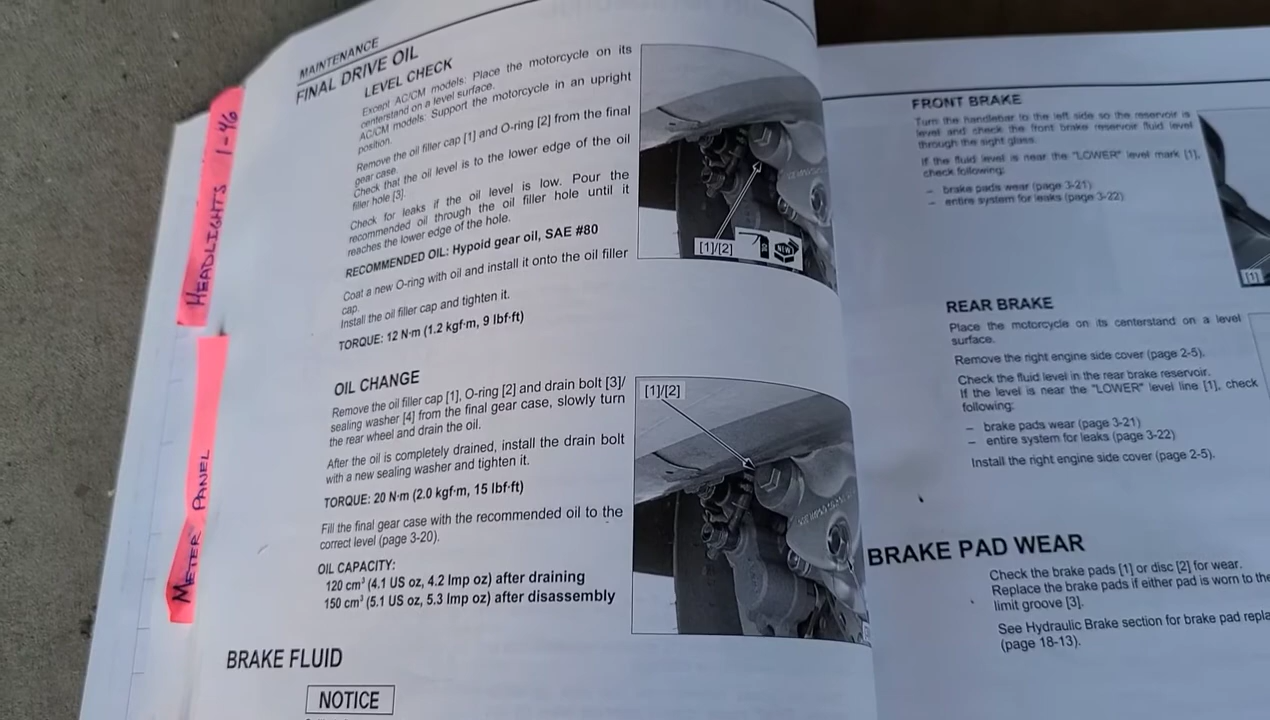 MAINTENANCE
FINAL DRIVE OIL
LEVEL CHECK
Except AC/CM models: Place the motorcycle on its
centerstand on a level surface.
AC/CM models: Support the motorcycle in an upright
position.
Remove the oil filler cap [1] and O-ring [2] from the final
gear case.
Check that the oil level is to the lower edge of the oil
filler hole [3].
Check for leaks if the oil level is low. Pour the
recommended oil through the oil filler hole until it
reaches the lower edge of the hole.
RECOMMENDED OIL: Hypoid gear oil, SAE #80
Coat a new O-ring with oil and install it onto the oil filler
cap.
Install the oil filler cap and tighten it.
TORQUE: 12 N·m (1.2 kgf·m, 9 lbf·ft)
[1]/[2]
NEW
OIL CHANGE
Remove the oil filler cap [1], O-ring [2] and drain bolt [3]/
sealing washer [4] from the final gear case, slowly turn
the rear wheel and drain the oil.
After the oil is completely drained, install the drain bolt
with a new sealing washer and tighten it.
TORQUE: 20 N·m (2.0 kgf·m, 15 lbf·ft)
Fill the final gear case with the recommended oil to the
correct level (page 3-20).
OIL CAPACITY:
120 cm³ (4.1 US oz, 4.2 Imp oz) after draining
150 cm³ (5.1 US oz, 5.3 Imp oz) after disassembly
[1]/[2]
BRAKE FLUID
NOTICE
HEADLIGHTS 1-46
METER PANEL
FRONT BRAKE
Turn the handlebar to the left side so the reservoir is
level and check the front brake reservoir fluid level
through the sight glass.
If the fluid level is near the "LOWER" level mark [1],
check following:
– brake pads wear (page 3-21)
– entire system for leaks (page 3-22)
[1]
REAR BRAKE
Place the motorcycle on its centerstand on a level
surface.
Remove the right engine side cover (page 2-5).
Check the fluid level in the rear brake reservoir.
If the level is near the "LOWER" level line [1], check
following:
– brake pads wear (page 3-21)
– entire system for leaks (page 3-22)
Install the right engine side cover (page 2-5).
BRAKE PAD WEAR
Check the brake pads [1] or disc [2] for wear.
Replace the brake pads if either pad is worn to the
limit groove [3].
See Hydraulic Brake section for brake pad repla
(page 18-13).